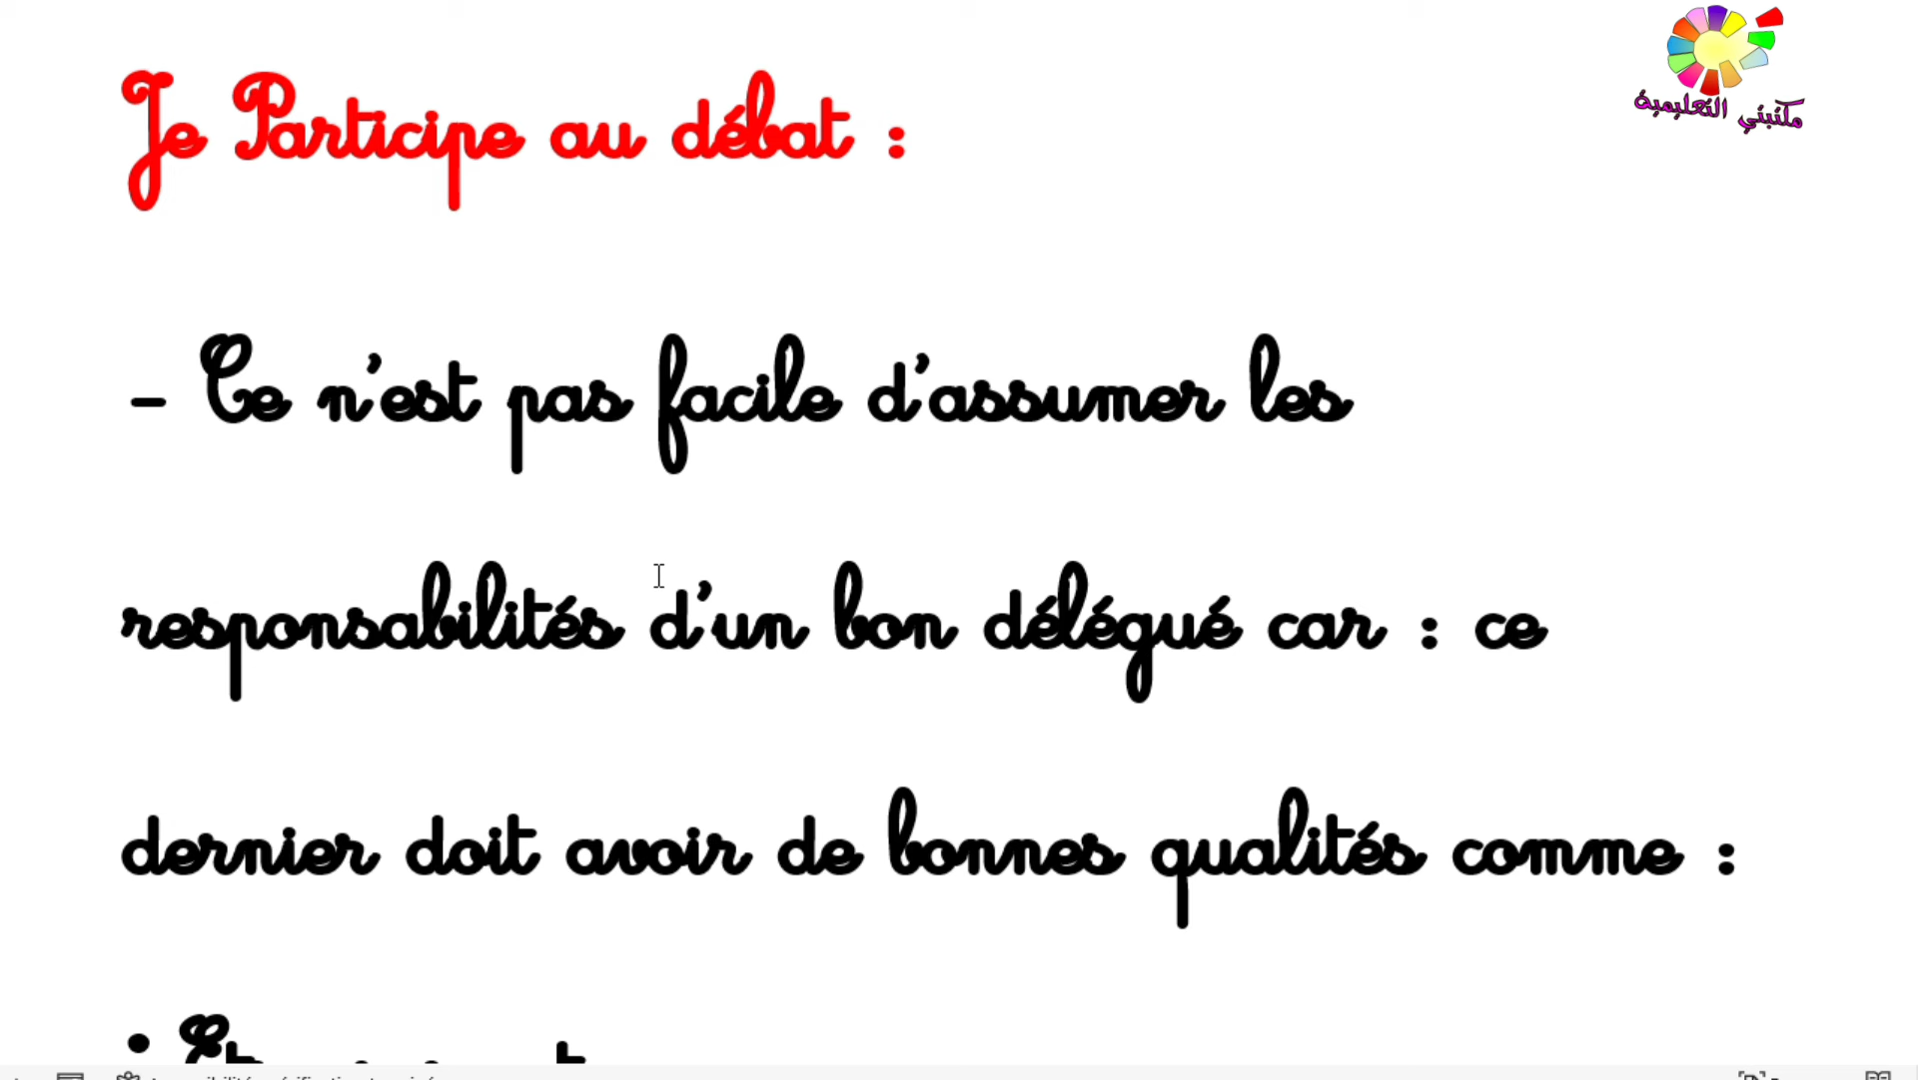 مكتبتي التعليمية
Je Participe au débat :
- Ce n'est pas facile d'assumer les
responsabilités d'un bon délégué car : ce
dernier doit avoir de bonnes qualités comme :